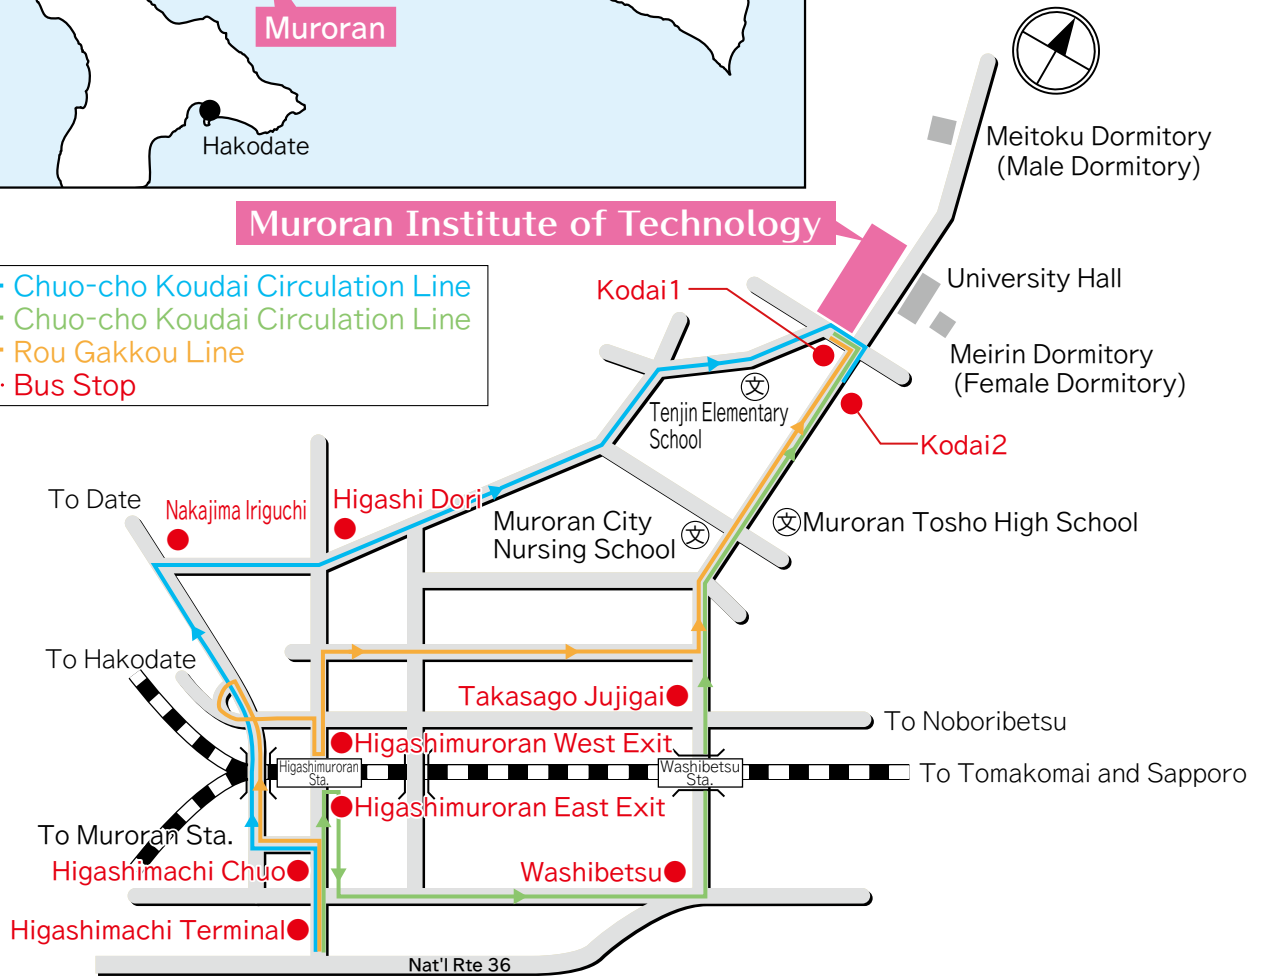 Muroran
Hakodate
Meitoku Dormitory
(Male Dormitory)
Muroran Institute of Technology
University Hall
Chuo-cho Koudai Circulation Line
Chuo-cho Koudai Circulation Line
Rou Gakkou Line
Bus Stop
Kodai1
Meirin Dormitory
(Female Dormitory)
文
Tenjin Elementary
School
Kodai2
To Date
Nakajima Iriguchi
Higashi Dori
Muroran City
Nursing School
文
文
Muroran Tosho High School
To Hakodate
Takasago Jujigai
To Noboribetsu
Higashimuroran West Exit
Higashimuroran
Sta.
Washibetsu
Sta.
To Tomakomai and Sapporo
Higashimuroran East Exit
To Muroran Sta.
Higashimachi Chuo
Washibetsu
Higashimachi Terminal
Nat'l Rte 36